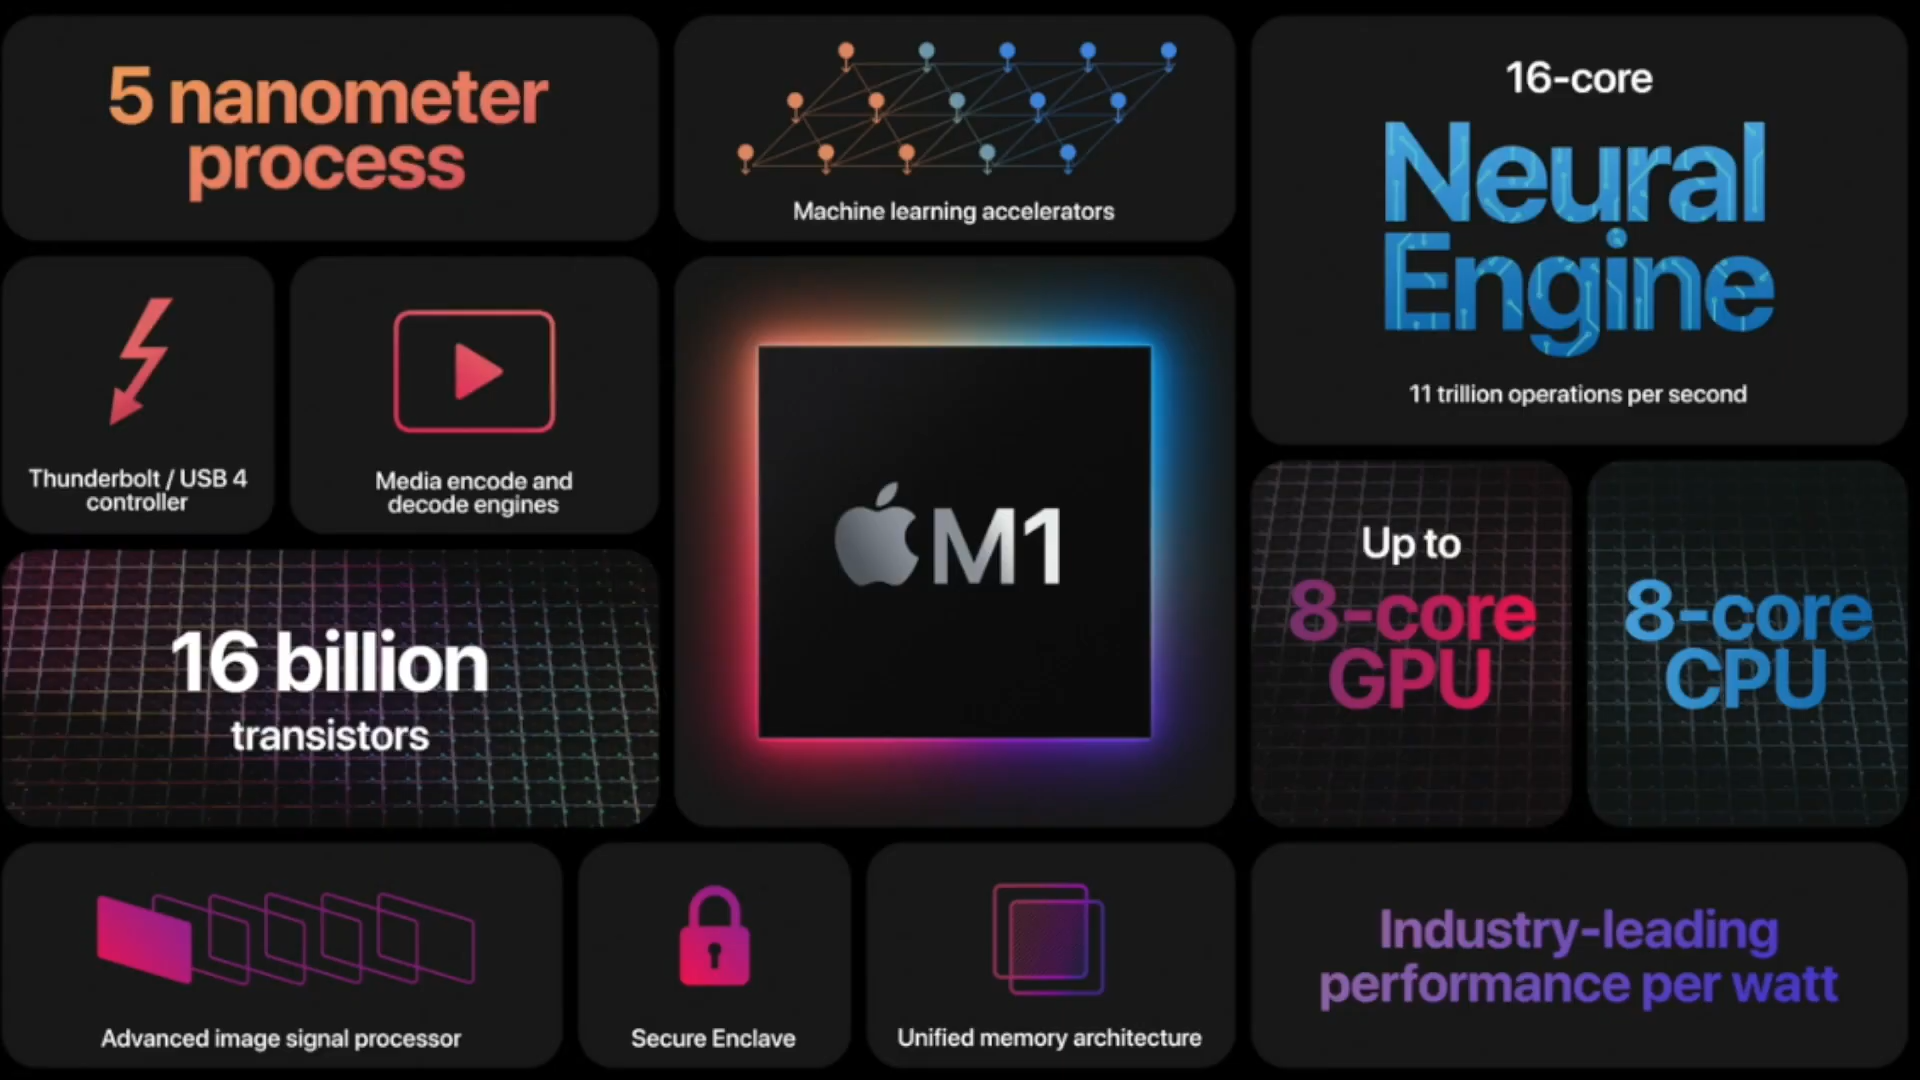 5 nanometer
process
Machine learning accelerators
16-core
Neural
Engine
11 trillion operations per second
Thunderbolt / USB 4
controller
Media encode and
decode engines
M1
16 billion
transistors
Up to
8-core
GPU
8-core
CPU
Advanced image signal processor
Secure Enclave
Unified memory architecture
Industry-leading
performance per watt